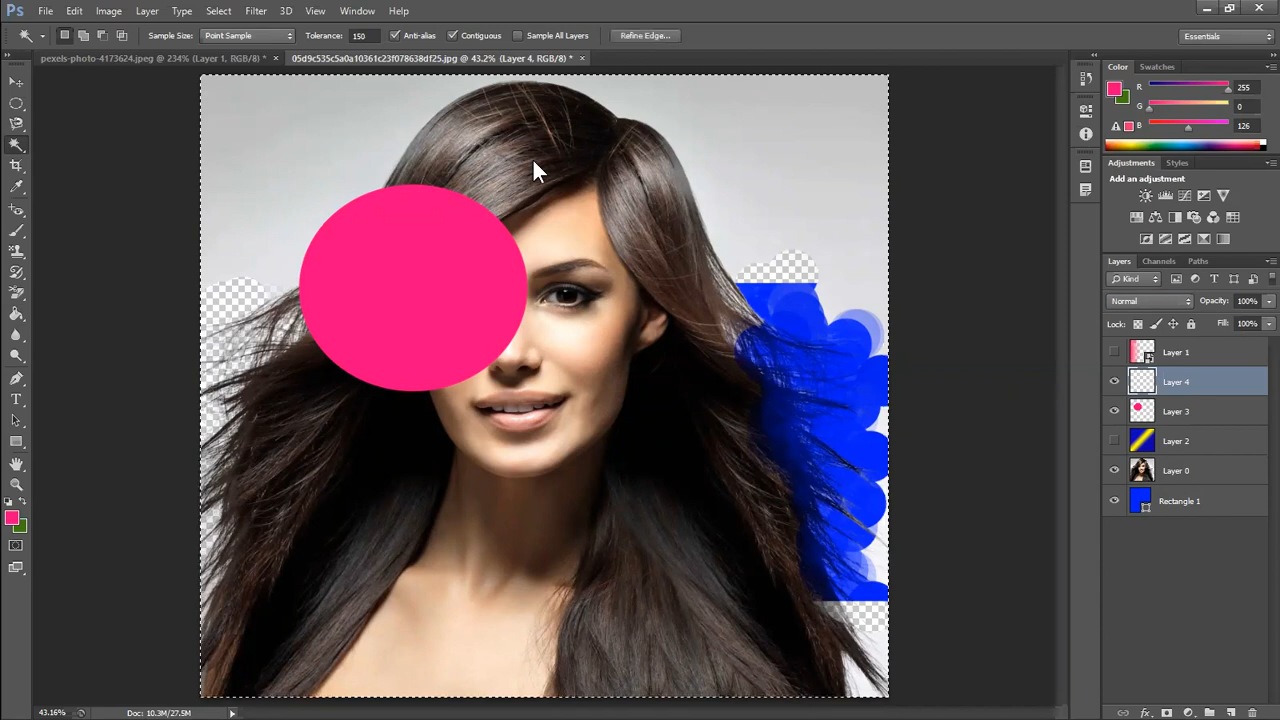 Ps File Edit Image Layer Type Select Filter 3D View Window Help
Sample Size: Point Sample Tolerance: 150 Anti-alias Contiguous Sample All Layers Refine Edge... Essentials
pexels-photo-4173624.jpeg @ 234% (Layer 1, RGB/8) * × 05d9c535c5a0a10361c23f078638df25.jpg @ 43.2% (Layer 4, RGB/8) * ×
Color Swatches
R 255
G 0
B 126
Adjustments Styles
Add an adjustment
Layers Channels Paths
Kind
Normal Opacity: 100%
Lock: Fill: 100%
Layer 1
Layer 4
Layer 3
Layer 2
Layer 0
Rectangle 1
43.16% Doc: 10.3M/27.5M
fx